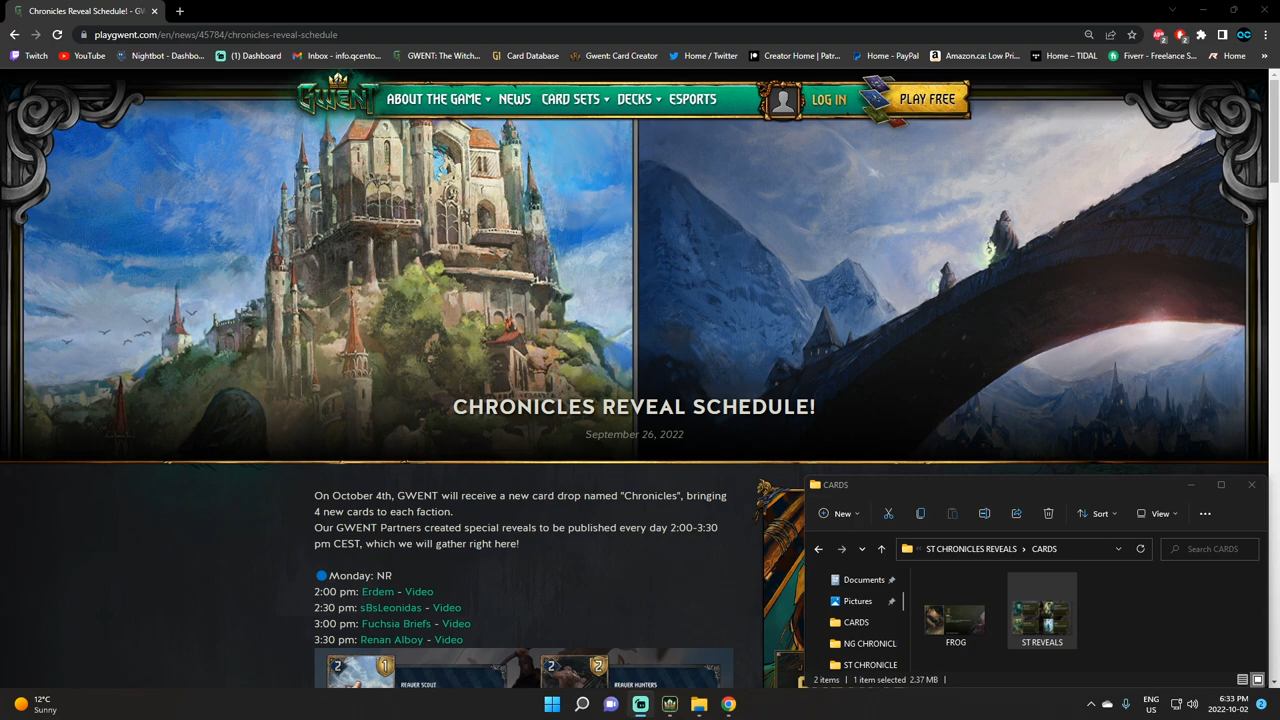 Chronicles Reveal Schedule! - GW
playgwent.com/en/news/45784/chronicles-reveal-schedule
Twitch
YouTube
Nightbot - Dashbo...
(1) Dashboard
Inbox - info.qcento...
GWENT: The Witch...
Card Database
Gwent: Card Creator
Home / Twitter
Creator Home | Patr...
Home - PayPal
Amazon.ca: Low Pri...
Home – TIDAL
Fiverr - Freelance S...
Home
GWENT
ABOUT THE GAME
NEWS
CARD SETS
DECKS
ESPORTS
LOG IN
PLAY FREE
CHRONICLES REVEAL SCHEDULE!
September 26, 2022
On October 4th, GWENT will receive a new card drop named "Chronicles", bringing
4 new cards to each faction.
Our GWENT Partners created special reveals to be published every day 2:00-3:30
pm CEST, which we will gather right here!
Monday: NR
2:00 pm: Erdem - Video
2:30 pm: sBsLeonidas - Video
3:00 pm: Fuchsia Briefs - Video
3:30 pm: Renan Alboy - Video
2
1
REAVER SCOUT
2
2
REAVER HUNTERS
CARDS
New
Sort
View
ST CHRONICLES REVEALS
CARDS
Search CARDS
Documents
Pictures
CARDS
NG CHRONICL
ST CHRONICLE
FROG
ST REVEALS
2 items
1 item selected 2.37 MB
12°C
Sunny
ENG
US
6:33 PM
2022-10-02
2